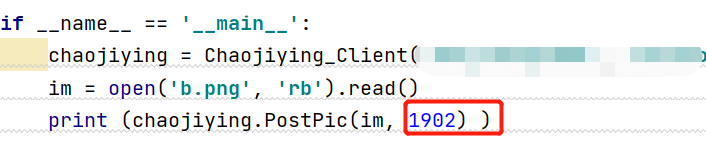 if __name__ == '__main__':
chaojiying = Chaojiying_Client(
im = open('b.png', 'rb').read()
print (chaojiying.PostPic(im, 1902) )